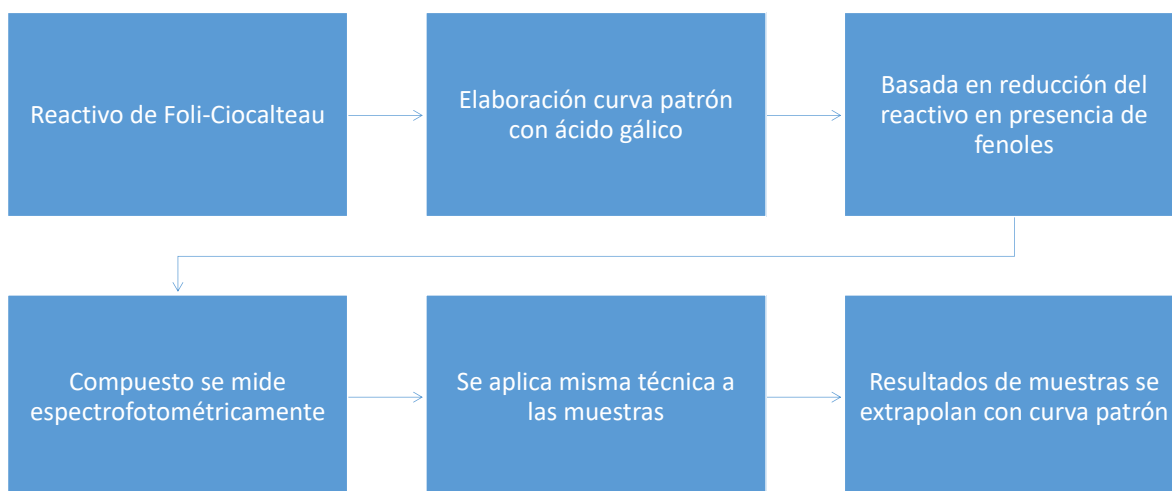 Reactivo de Foli-Ciocalteau
Elaboración curva patrón
con ácido gálico
Basada en reducción del
reactivo en presencia de
fenoles
Compuesto se mide
espectrofotométricamente
Se aplica misma técnica a
las muestras
Resultados de muestras se
extrapolan con curva patrón